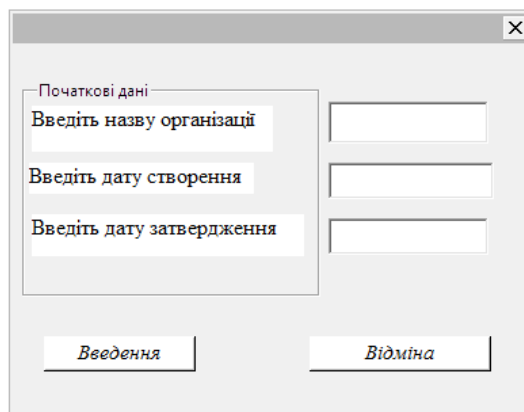 Початкові дані
Введіть назву організації
Введіть дату створення
Введіть дату затвердження
Введення
Відміна